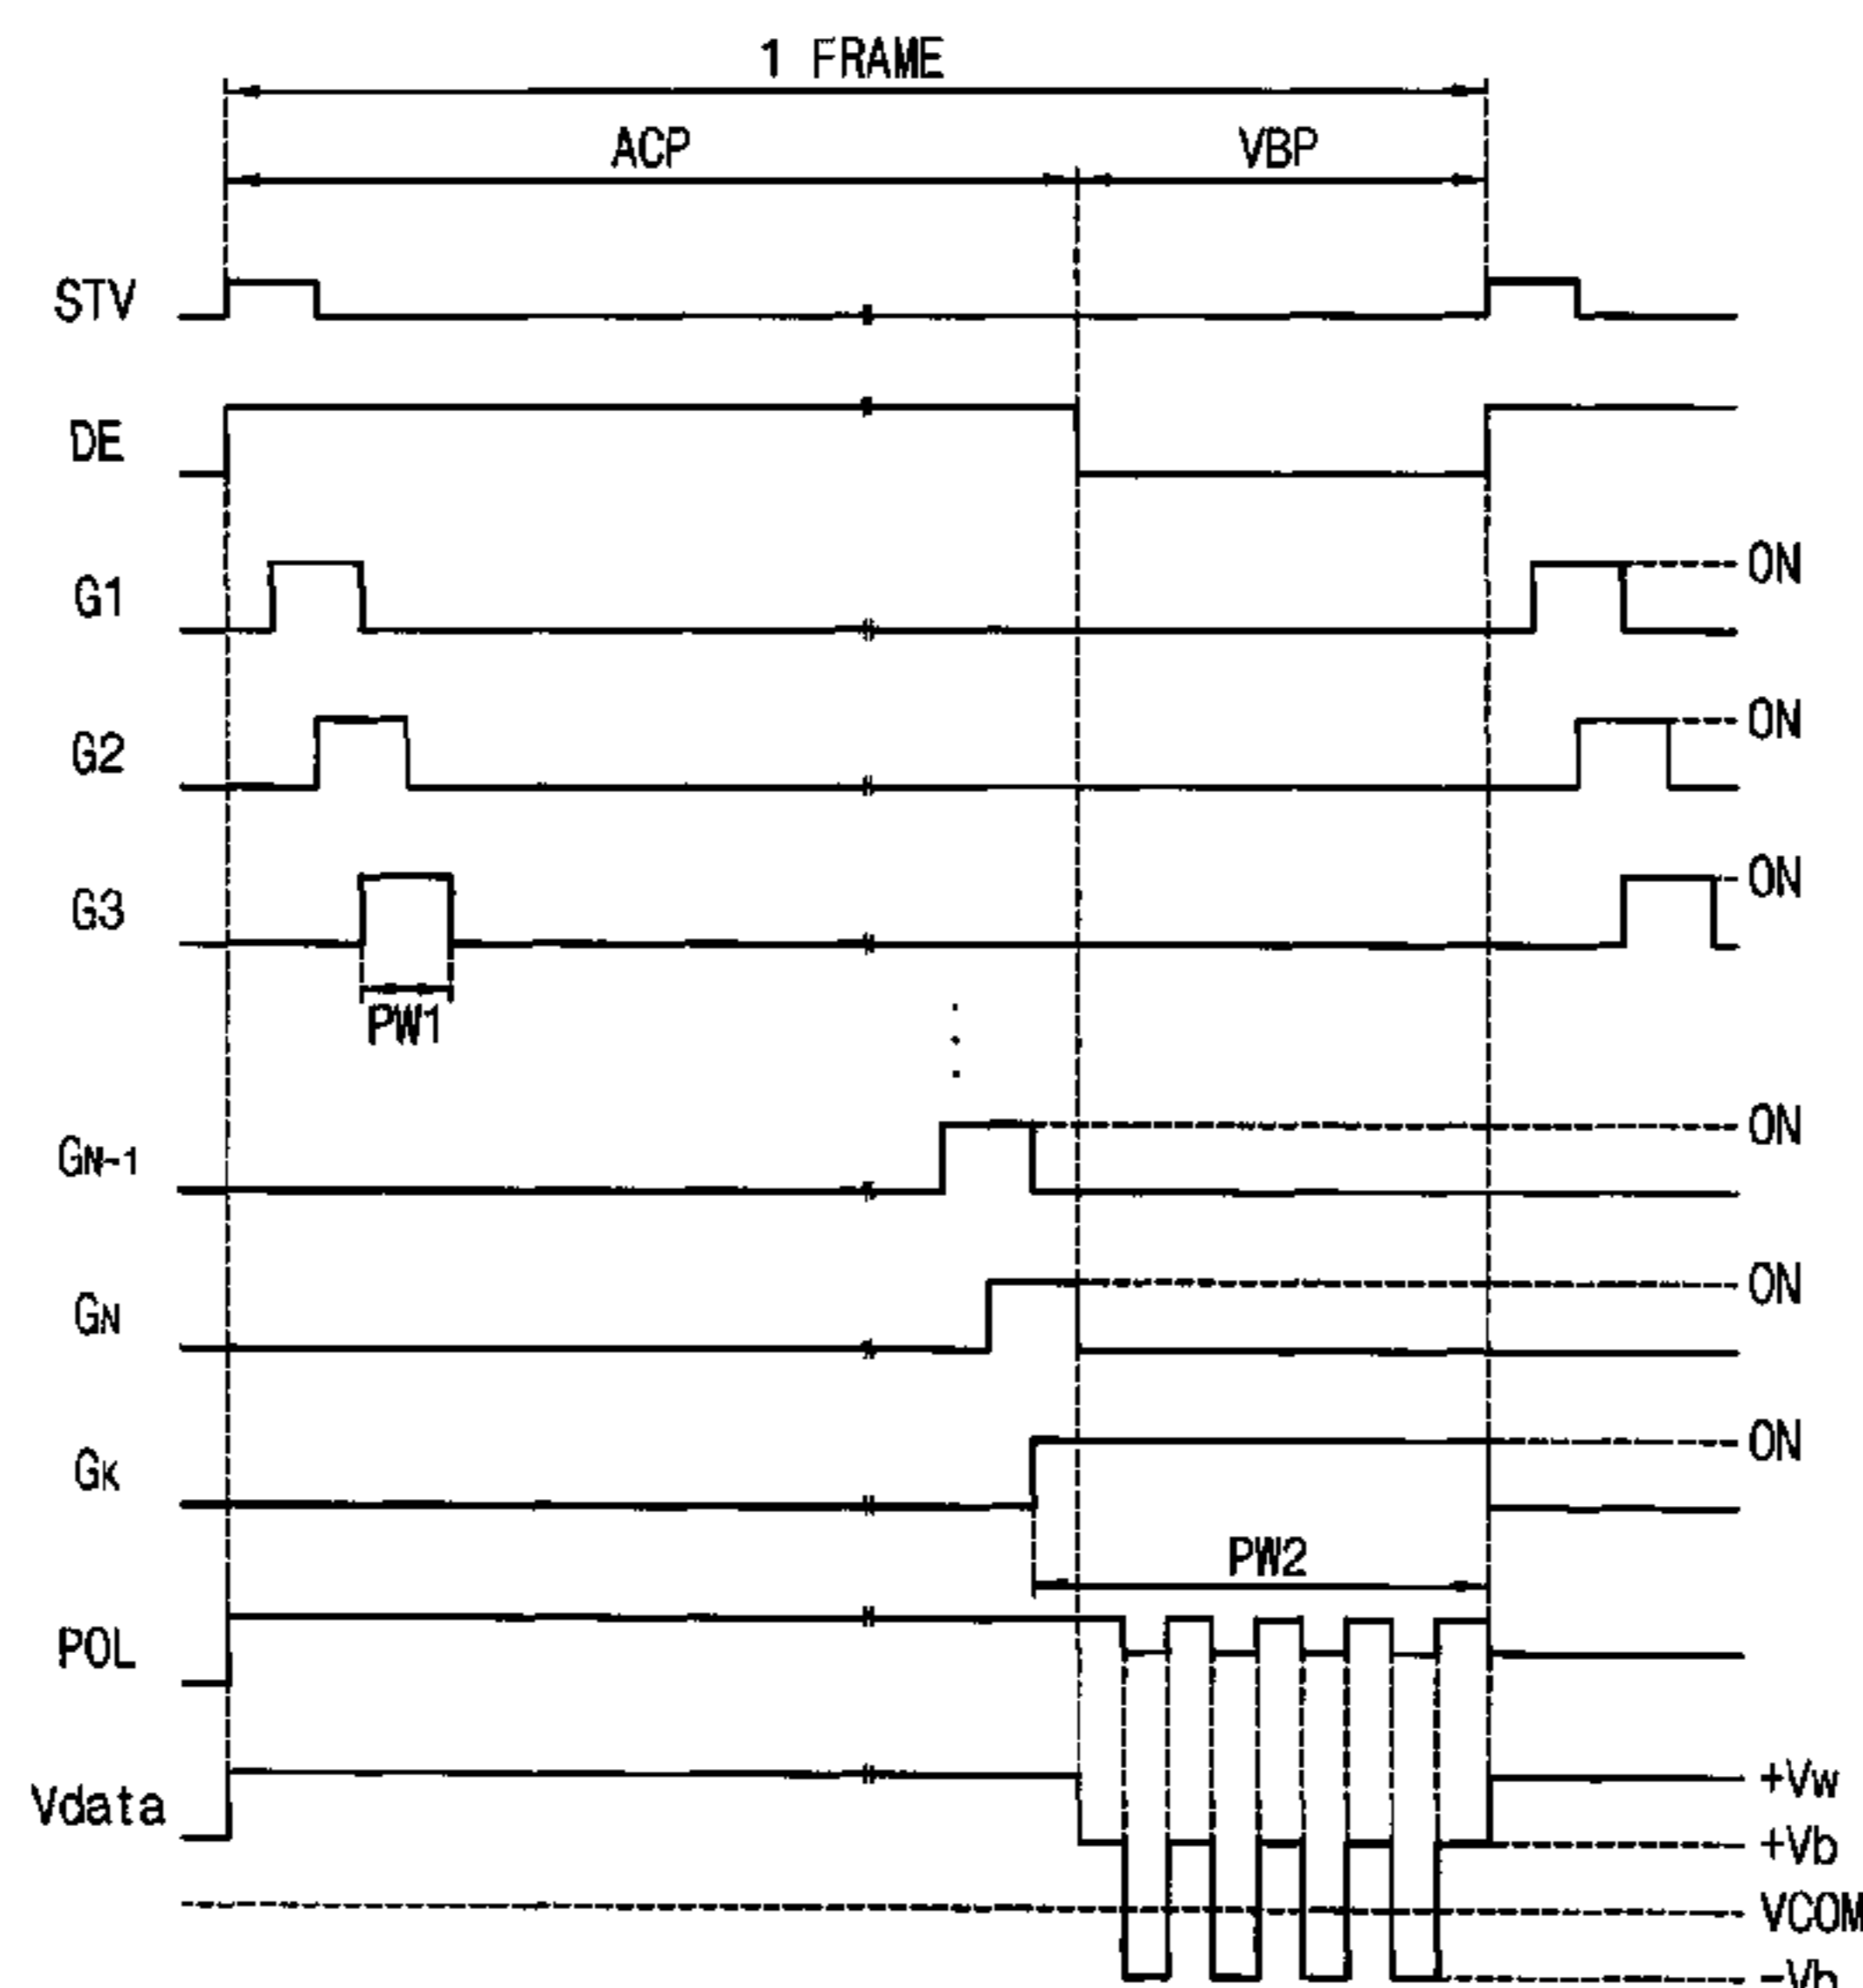 1 FRAME
ACP VBP
STV
DE
G1 ON
G2 ON
G3 ON
PW1
GN-1 ON
GN ON
GK ON
PW2
POL
Vdata +Vw
+Vb
VCOM
-Vb